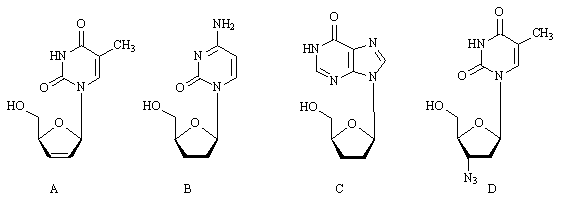 O NH2 O O
CH3 CH3
HN N HN N HN
O N O N N N O N
HO HO HO HO
O O O O
N3
A B C D